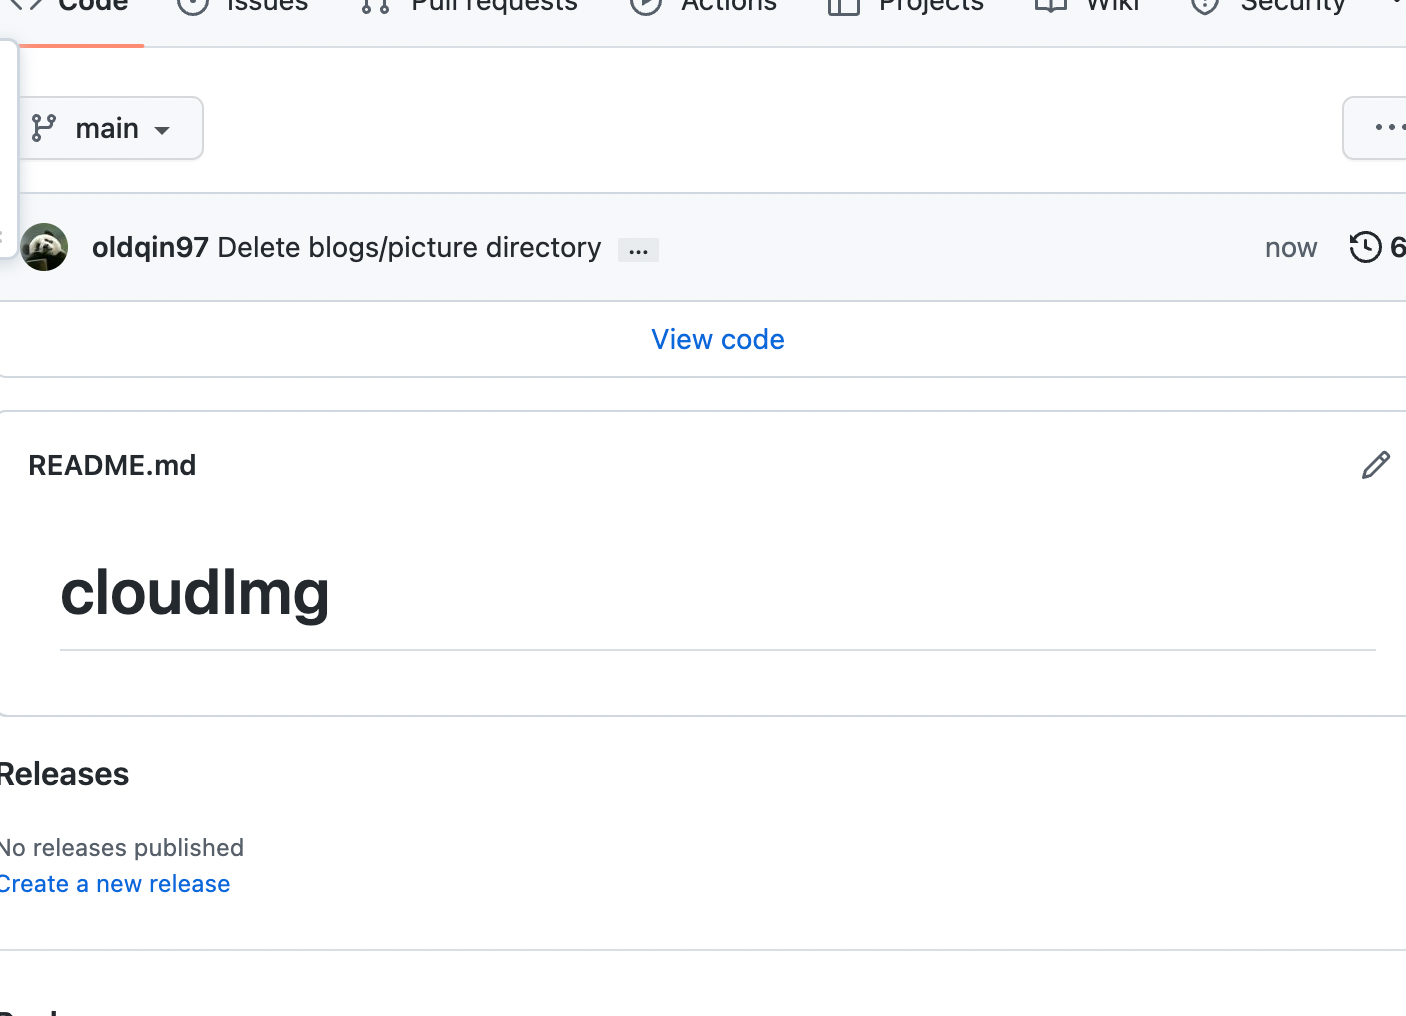 Code Issues Pull requests Actions Projects Wiki Security
main
oldqin97 Delete blogs/picture directory ... now 6
View code
README.md
cloudImg
Releases
No releases published
Create a new release